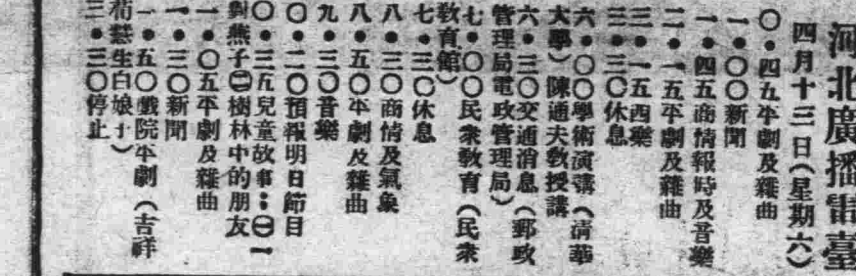 河北廣播電臺
四月十三日(星期六)
〇•四五平劇及雜曲
一•〇〇新聞
一•四五商情報時及音樂
二•一五平劇及雜曲
三•一五西樂
三•三〇休息
六•〇〇學術演講(清華
大學)陳通夫教授講
六•三〇交通消息(郵政
管理局電政管理局)
七•〇〇民衆教育(民衆
教育館)
七•三〇休息
八•三〇商情及氣象
八•五〇平劇及雜曲
九•三〇音樂
〇•二〇預報明日節目
〇•三五兒童故事:㊀一
對燕子㊁樹林中的朋友
一•〇五平劇及雜曲
一•三〇新聞
一•五〇戲院平劇(吉祥
荀慧生白娘子)
三•三〇停止